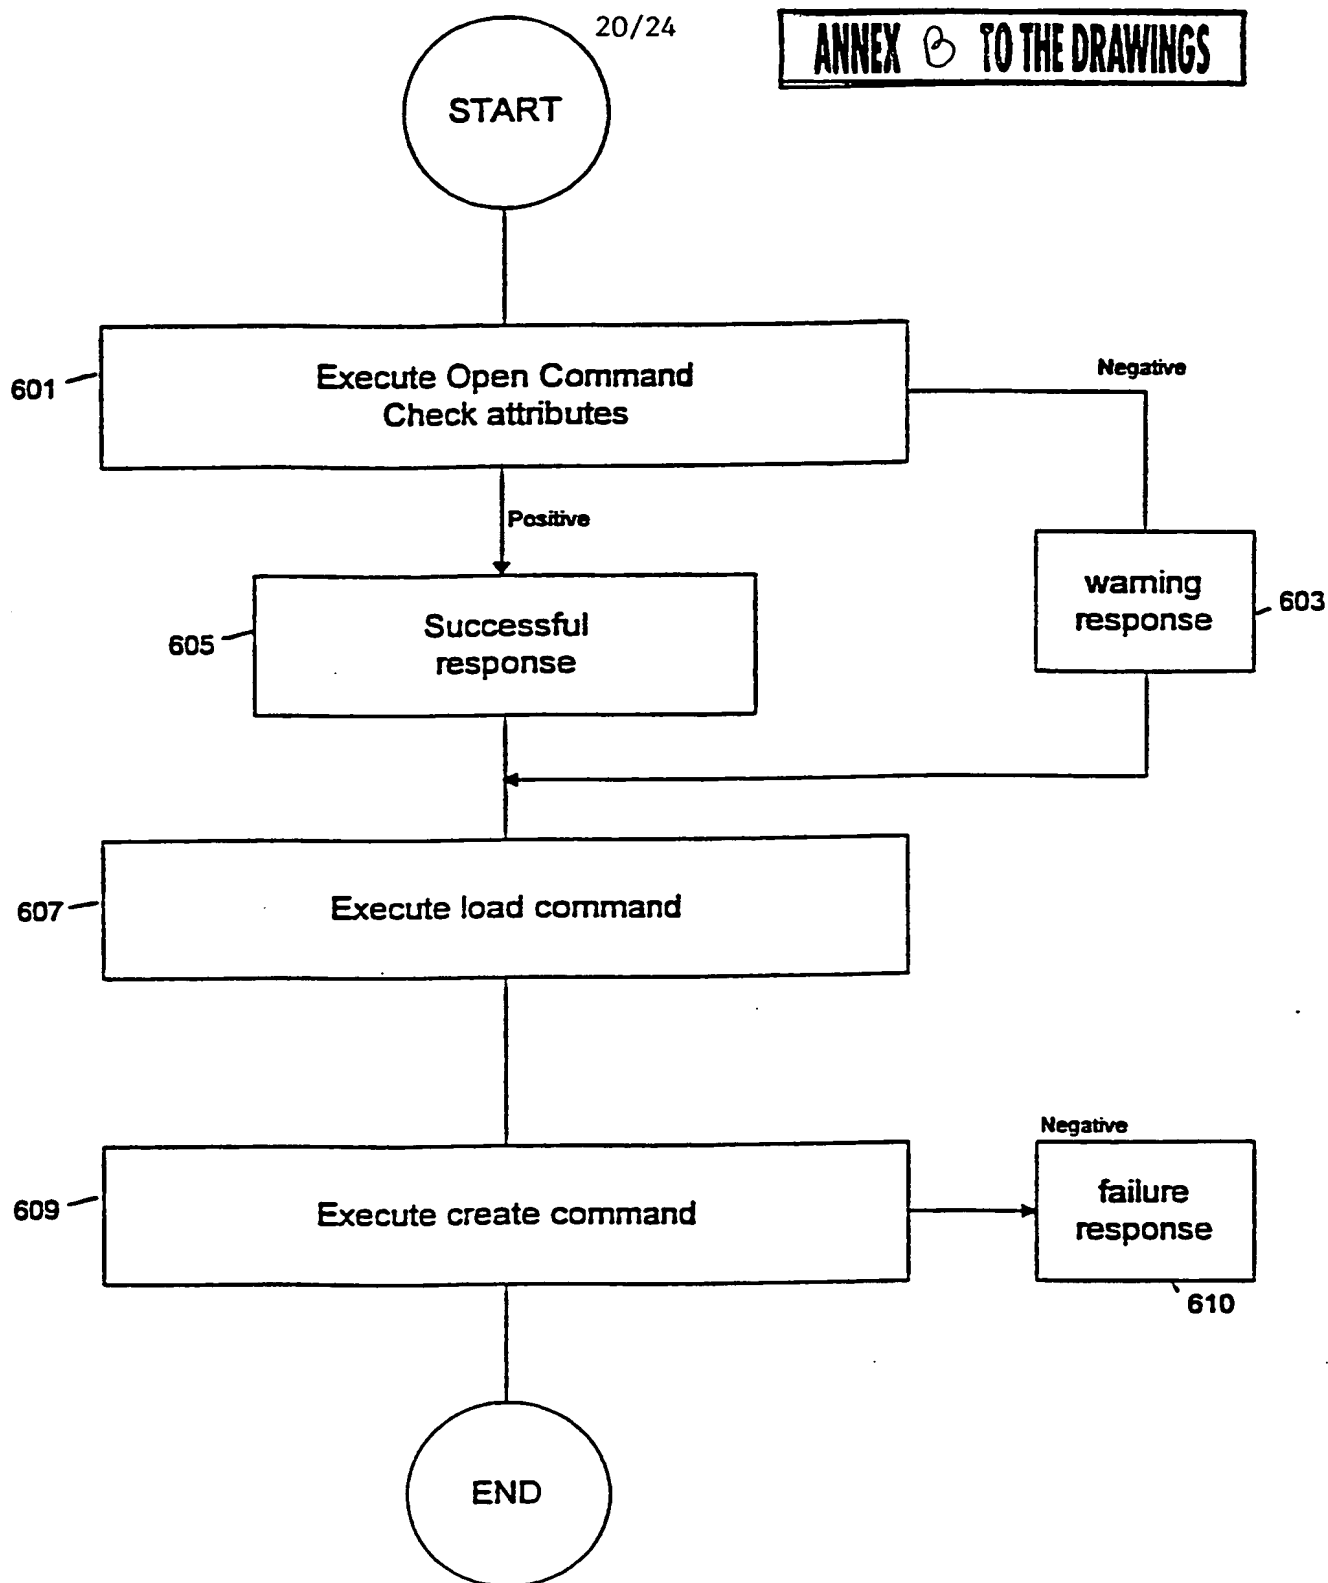 20/24
ANNEX B TO THE DRAWINGS
START
601
Execute Open Command
Check attributes
Negative
Positive
605
Successful
response
warning
response
603
607
Execute load command
609
Execute create command
Negative
failure
response
610
END